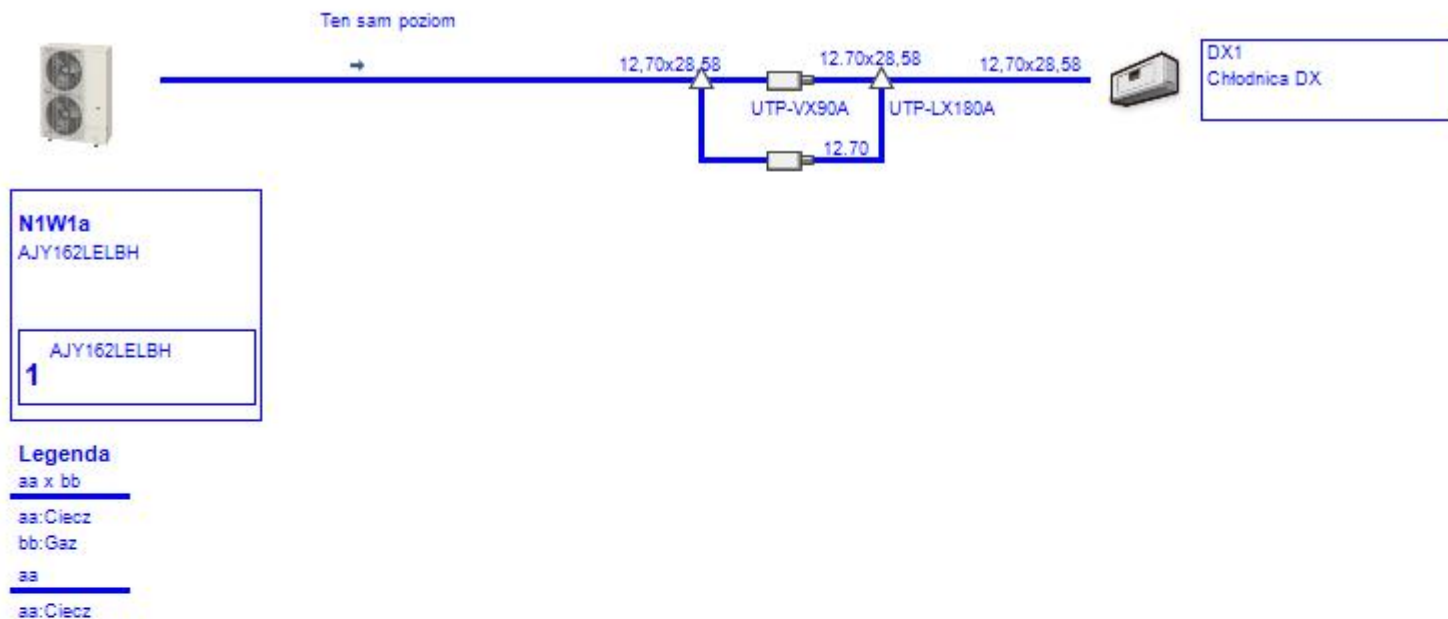 Ten sam poziom
12,70x28,58
12.70x28,58
12,70x28,58
UTP-VX90A
UTP-LX180A
12.70
DX1
Chłodnica DX
N1W1a
AJY162LELBH
AJY162LELBH
1
Legenda
aa x bb
aa:Ciecz
bb:Gaz
aa
aa:Ciecz